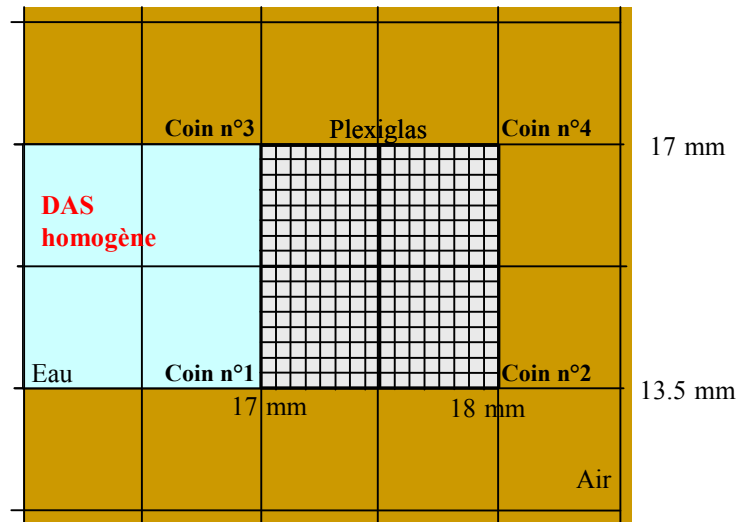 Coin n°3
Plexiglas
Coin n°4
17 mm
DAS
homogène
Eau
Coin n°1
Coin n°2
13.5 mm
17 mm
18 mm
Air